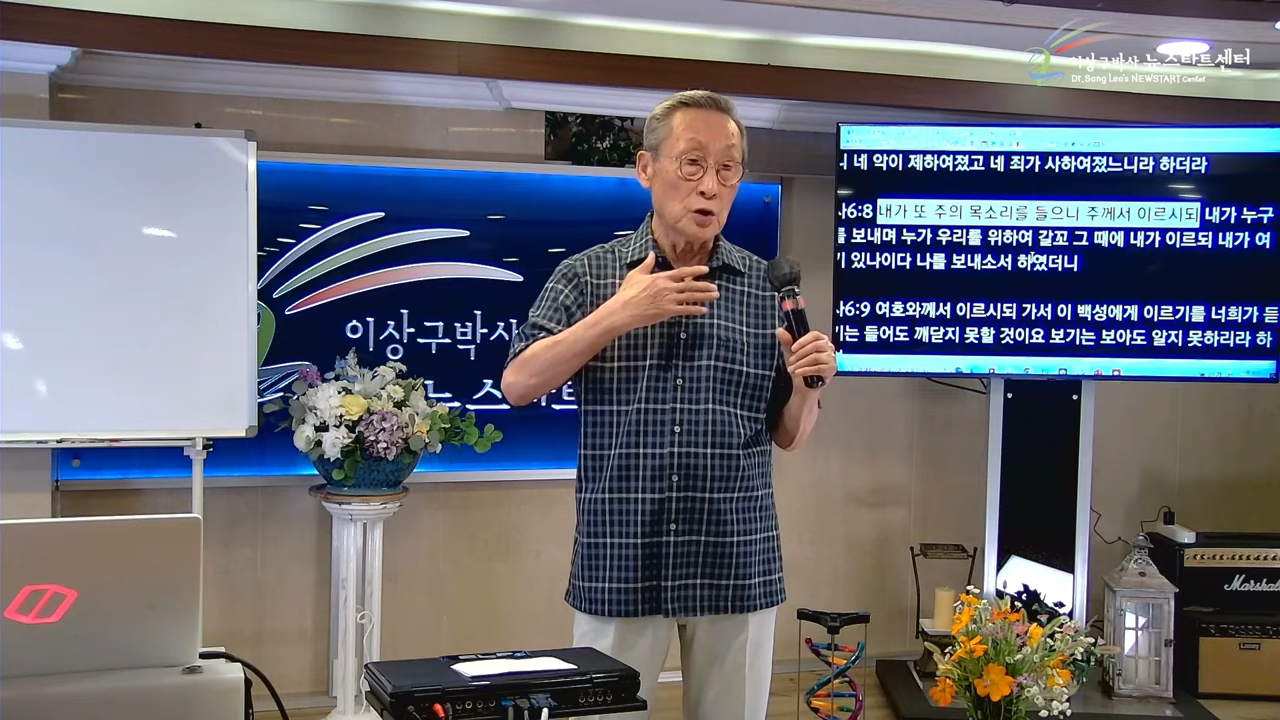 이상구박사 뉴스타트센터
Dr. Sang Lee's NEWSTART Center
네 악이 제하여졌고 네 죄가 사하여졌느니라 하더라
6:8 내가 또 주의 목소리를 들으니 주께서 이르시되 내가 누구
를 보내며 누가 우리를 위하여 갈꼬 그 때에 내가 이르되 내가 여
기 있나이다 나를 보내소서 하였더니
6:9 여호와께서 이르시되 가서 이 백성에게 이르기를 너희가 듣
기는 들어도 깨닫지 못할 것이요 보기는 보아도 알지 못하리라 하
이상구박사
뉴스타트
Marshall
Laney